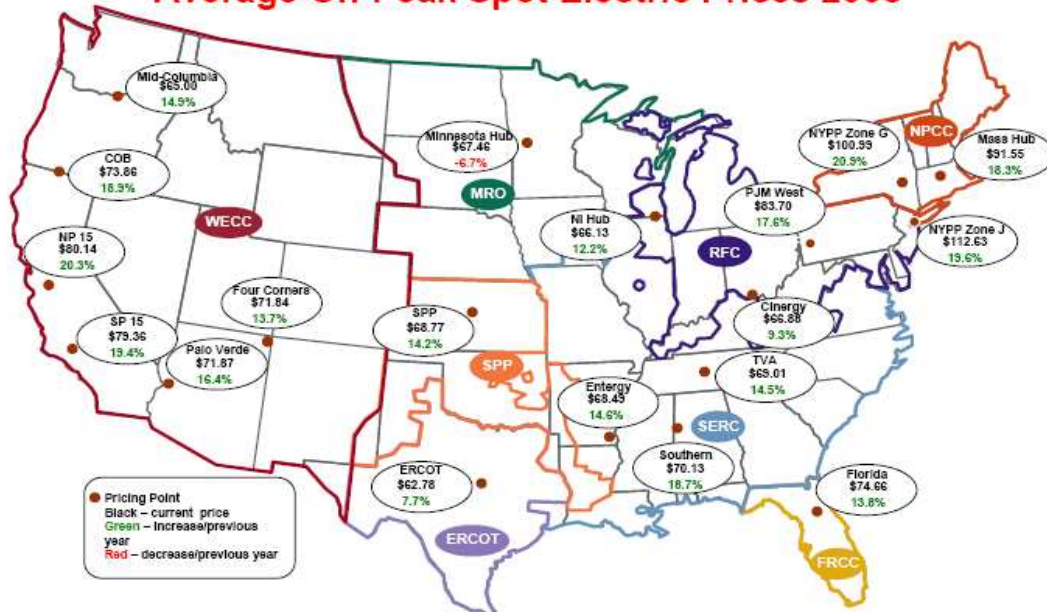 Mid-Columbia
$65.00
14.9%
COB
$73.86
18.9%
NP 15
$80.14
20.3%
SP 15
$79.36
19.4%
Palo Verde
$71.87
16.4%
Four Corners
$71.84
13.7%
WECC
Minnesota Hub
$67.46
-6.7%
MRO
NI Hub
$66.13
12.2%
SPP
$68.77
14.2%
SPP
ERCOT
$62.78
7.7%
ERCOT
Entergy
$68.49
14.6%
Southern
$70.13
18.7%
SERC
TVA
$69.01
14.5%
Cinergy
$66.88
9.3%
RFC
PJM West
$83.70
17.6%
NYPP Zone G
$100.99
20.9%
NPCC
Mass Hub
$91.55
18.3%
NYPP Zone J
$112.63
19.6%
Florida
$74.66
13.8%
FRCC
Pricing Point
Black – current price
Green – Increase/previous
year
Red – decrease/previous year